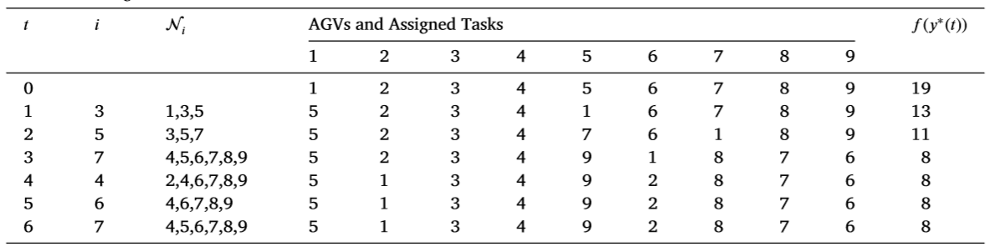 t i 𝒩ᵢ AGVs and Assigned Tasks f(y*(t))
1 2 3 4 5 6 7 8 9
0 1 2 3 4 5 6 7 8 9 19
1 3 1,3,5 5 2 3 4 1 6 7 8 9 13
2 5 3,5,7 5 2 3 4 7 6 1 8 9 11
3 7 4,5,6,7,8,9 5 2 3 4 9 1 8 7 6 8
4 4 2,4,6,7,8,9 5 1 3 4 9 2 8 7 6 8
5 6 4,6,7,8,9 5 1 3 4 9 2 8 7 6 8
6 7 4,5,6,7,8,9 5 1 3 4 9 2 8 7 6 8